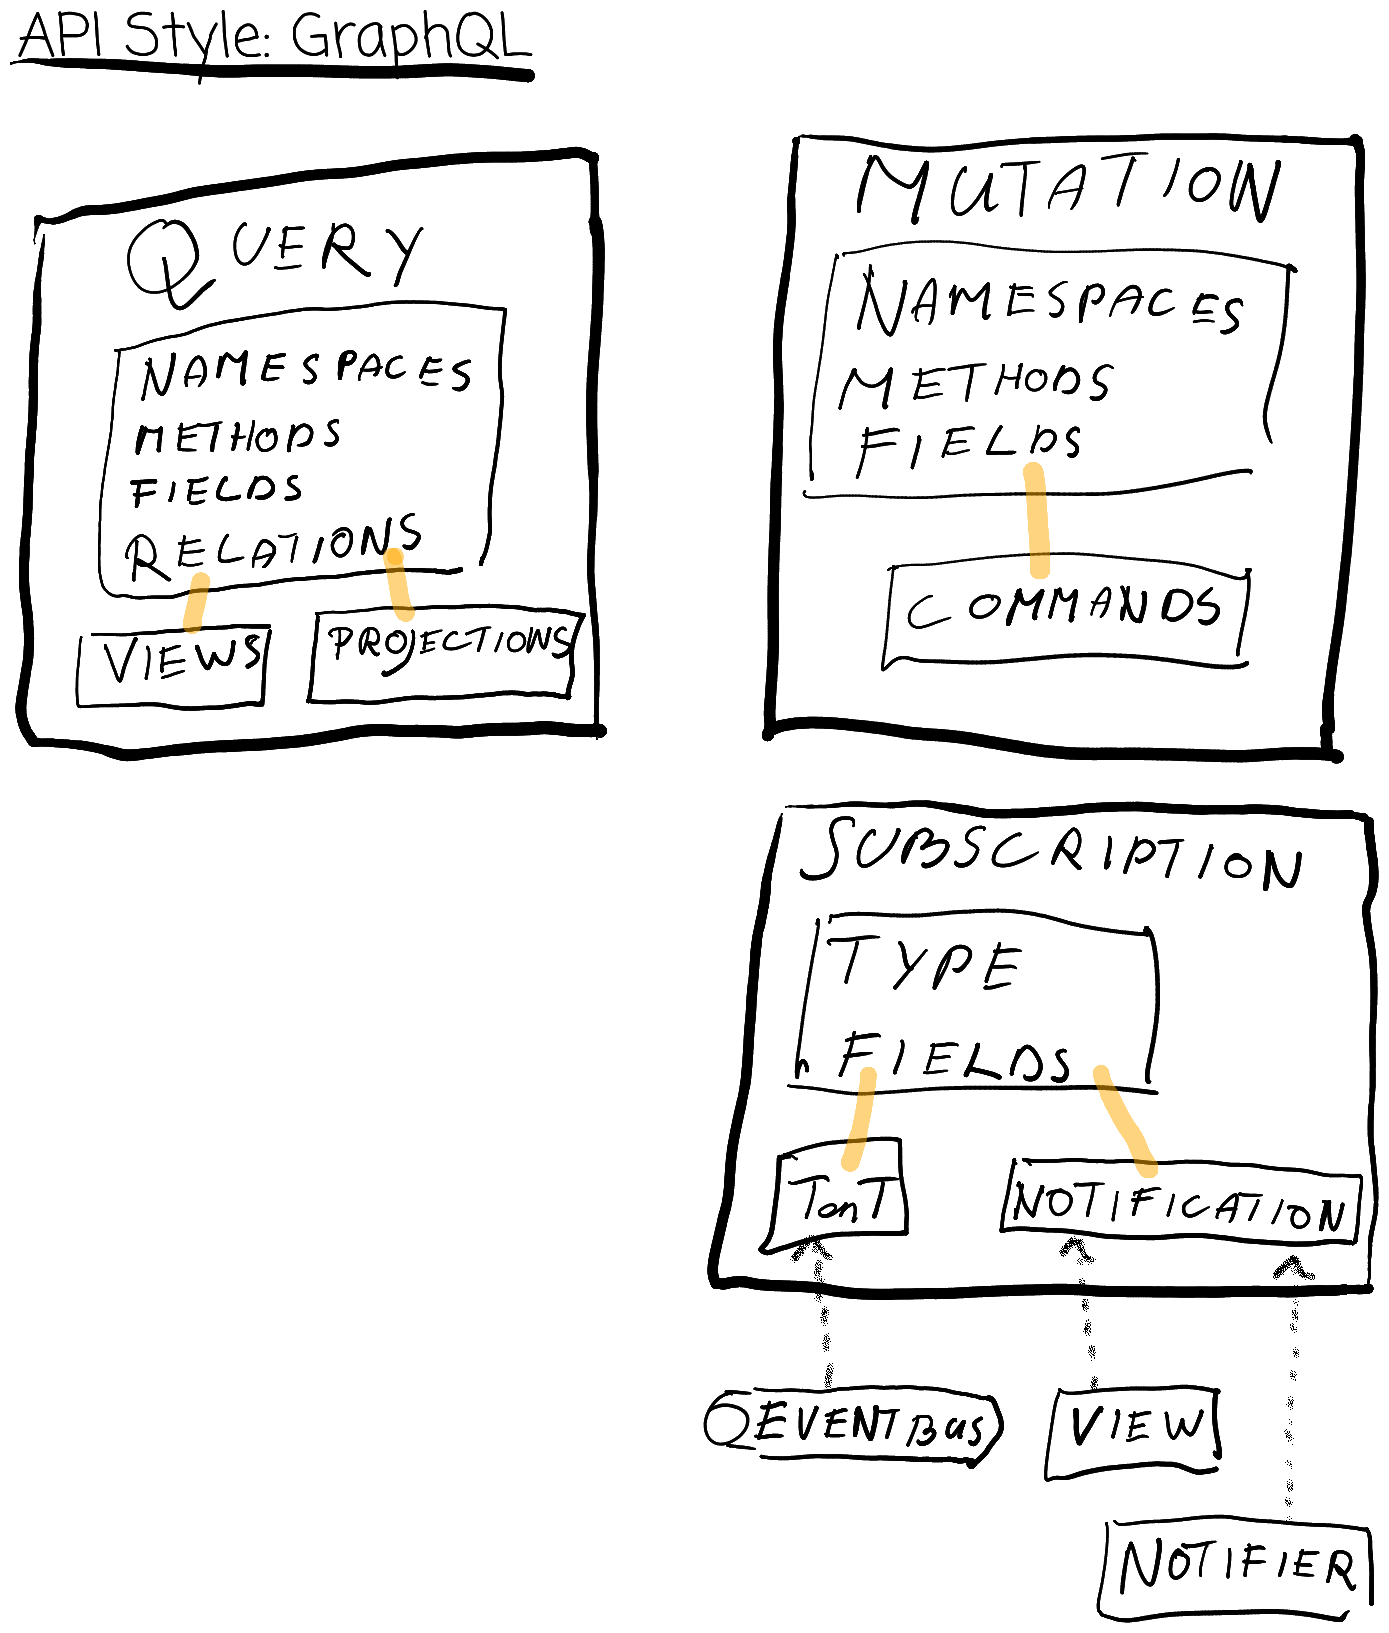 API Style: GraphQL
QUERY
NAMESPACES
METHODS
FIELDS
RELATIONS
VIEWS
PROJECTIONS
MUTATION
NAMESPACES
METHODS
FIELDS
COMMANDS
SUBSCRIPTION
TYPE
FIELDS
TonT
NOTIFICATION
EVENTBus
VIEW
NOTIFIER